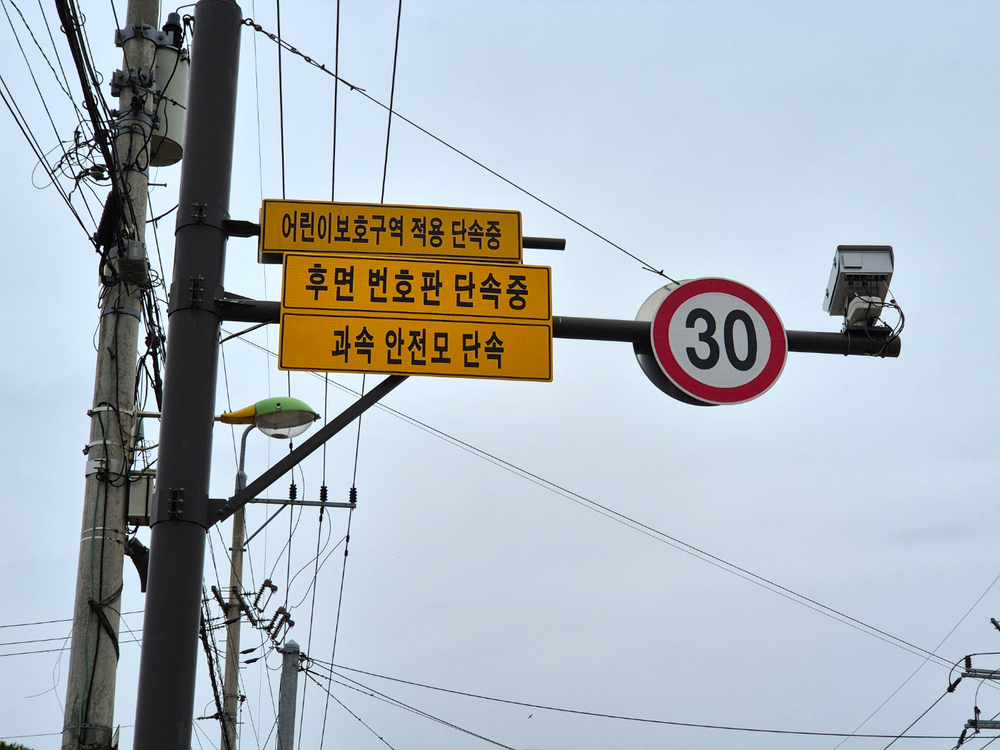 어린이보호구역 적용 단속중
후면 번호판 단속중
과속 안전모 단속
30